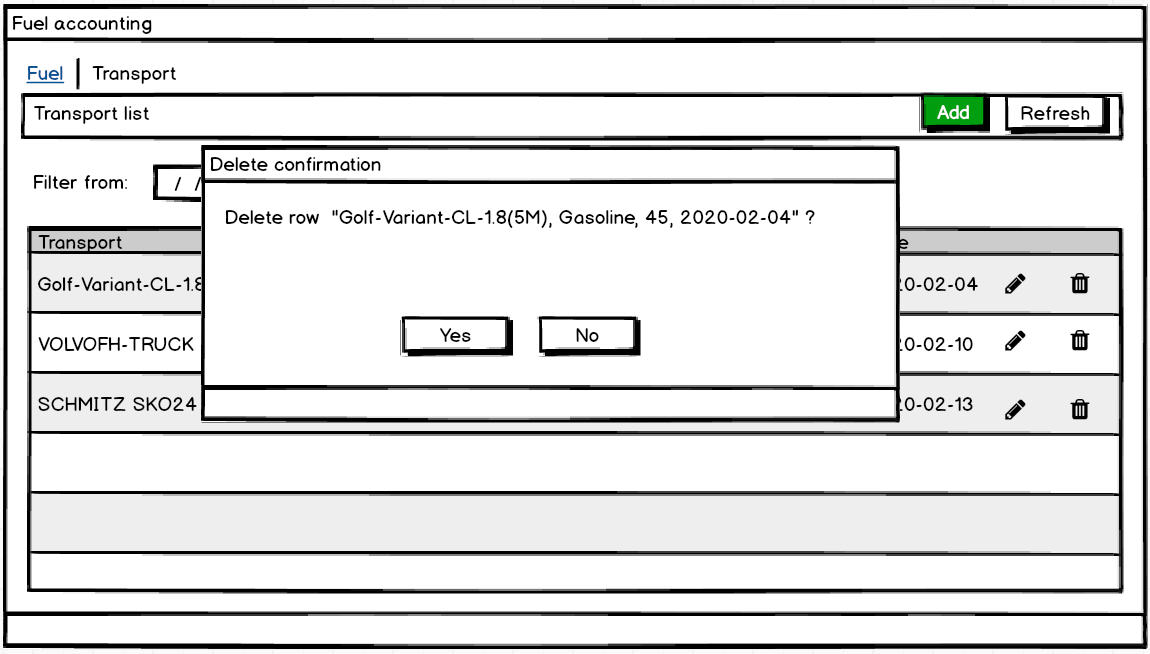 Fuel accounting
Fuel Transport
Transport list Add Refresh
Delete confirmation
Filter from: / /
Delete row "Golf-Variant-CL-1.8(5M), Gasoline, 45, 2020-02-04" ?
Transport
Golf-Variant-CL-1.8 20-02-04
Yes No
VOLVOFH-TRUCK 20-02-10
SCHMITZ SKO24 20-02-13